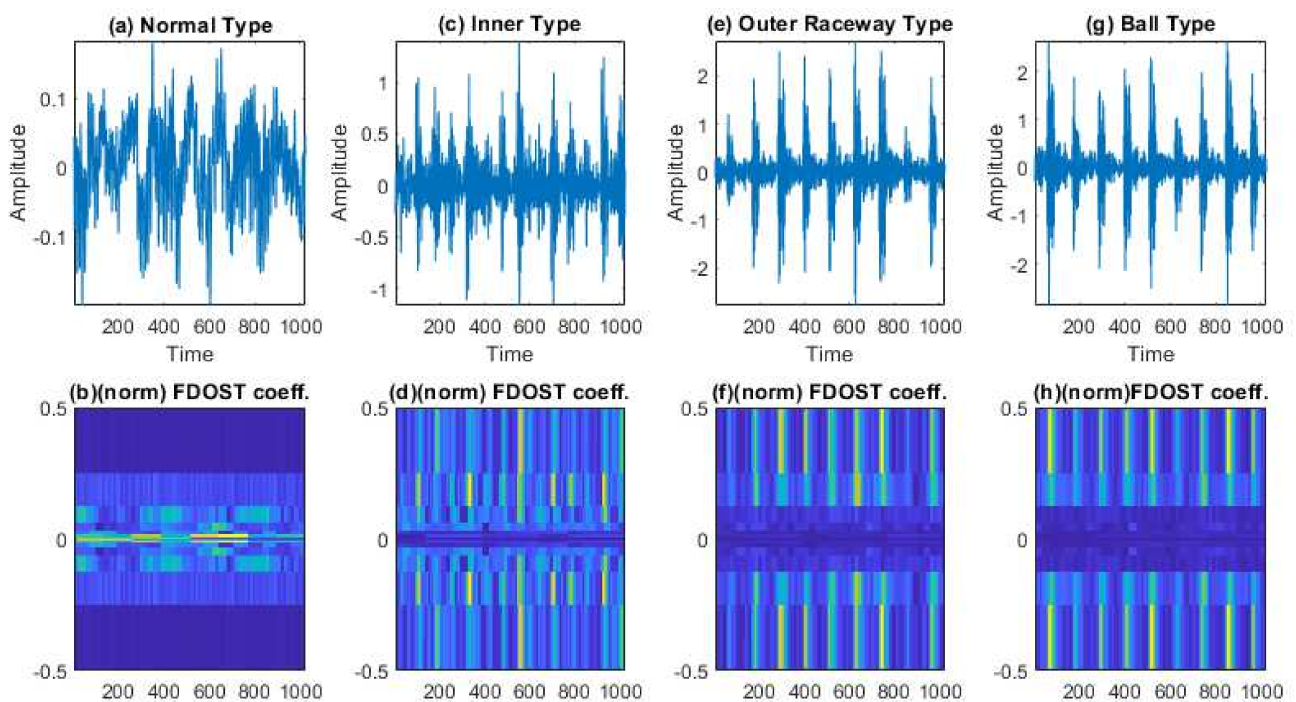 (a) Normal Type
(c) Inner Type
(e) Outer Raceway Type
(g) Ball Type
Amplitude
0.1
0
-0.1
200 400 600 800 1000
Time
Amplitude
1
0.5
0
-0.5
-1
200 400 600 800 1000
Time
Amplitude
2
1
0
-1
-2
200 400 600 800 1000
Time
Amplitude
2
1
0
-1
-2
200 400 600 800 1000
Time
(b)(norm) FDOST coeff.
(d)(norm) FDOST coeff.
(f)(norm) FDOST coeff.
(h)(norm)FDOST coeff.
0.5
0
-0.5
200 400 600 800 1000
0.5
0
-0.5
200 400 600 800 1000
0.5
0
-0.5
200 400 600 800 1000
0.5
0
-0.5
200 400 600 800 1000